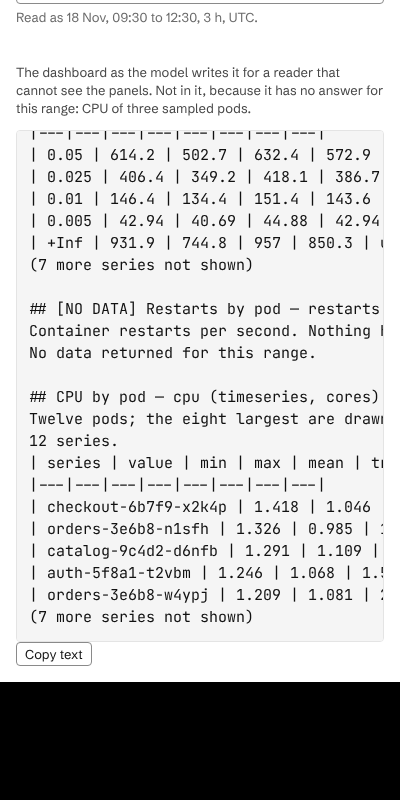 Read as 18 Nov, 09:30 to 12:30, 3 h, UTC.
The dashboard as the model writes it for a reader that
cannot see the panels. Not in it, because it has no answer for
this range: CPU of three sampled pods.
|---|---|---|---|---|---|---|
| 0.05 | 614.2 | 502.7 | 632.4 | 572.9
| 0.025 | 406.4 | 349.2 | 418.1 | 386.7
| 0.01 | 146.4 | 134.4 | 151.4 | 143.6
| 0.005 | 42.94 | 40.69 | 44.88 | 42.94
| +Inf | 931.9 | 744.8 | 957 | 850.3 |
(7 more series not shown)
## [NO DATA] Restarts by pod — restarts
Container restarts per second. Nothing
No data returned for this range.
## CPU by pod — cpu (timeseries, cores)
Twelve pods; the eight largest are drawn
12 series.
| series | value | min | max | mean |
|---|---|---|---|---|---|---|
| checkout-6b7f9-x2k4p | 1.418 | 1.046
| orders-3e6b8-n1sfh | 1.326 | 0.985 |
| catalog-9c4d2-d6nfb | 1.291 | 1.109 |
| auth-5f8a1-t2vbm | 1.246 | 1.068 |
| orders-3e6b8-w4ypj | 1.209 | 1.081 |
(7 more series not shown)
Copy text